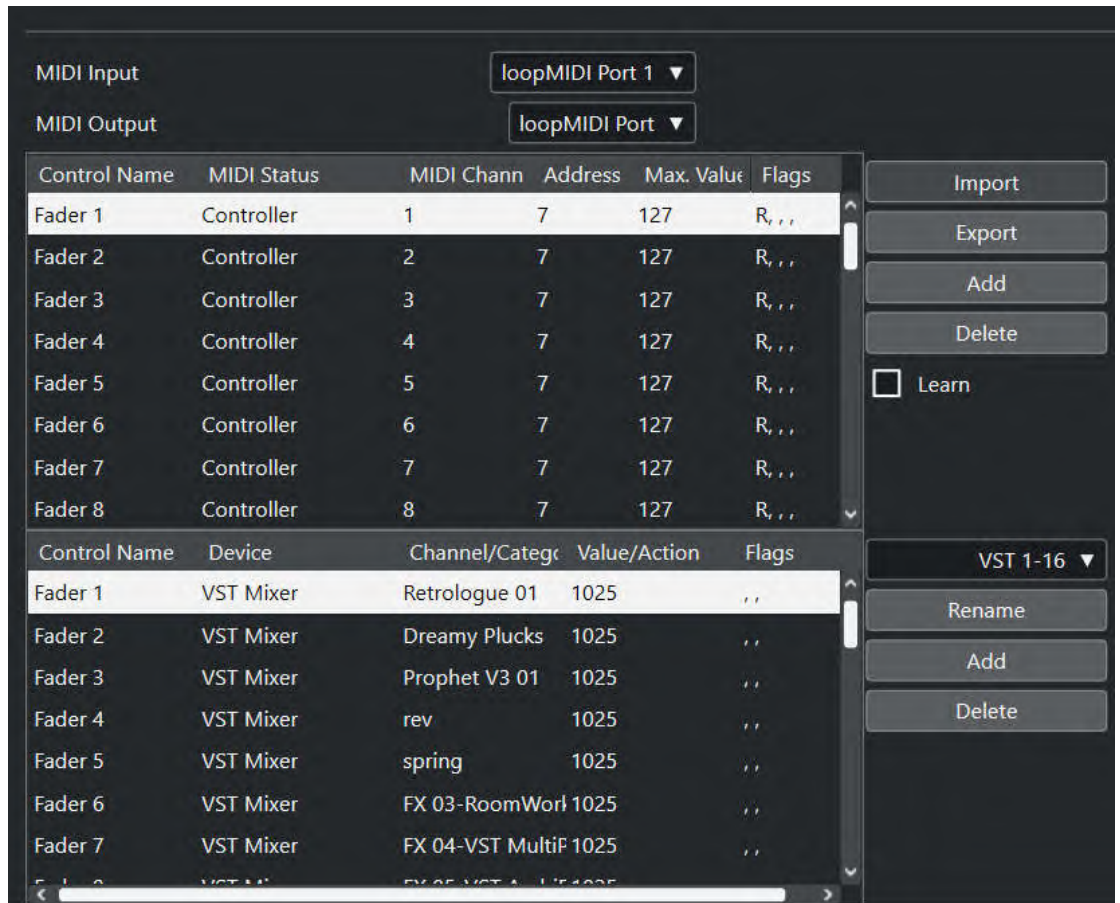 MIDI Input loopMIDI Port 1 ▼
MIDI Output loopMIDI Port ▼
Control Name MIDI Status MIDI Chann Address Max. Value Flags
Fader 1 Controller 1 7 127 R, , ,
Fader 2 Controller 2 7 127 R, , ,
Fader 3 Controller 3 7 127 R, , ,
Fader 4 Controller 4 7 127 R, , ,
Fader 5 Controller 5 7 127 R, , ,
Fader 6 Controller 6 7 127 R, , ,
Fader 7 Controller 7 7 127 R, , ,
Fader 8 Controller 8 7 127 R, , ,
Import
Export
Add
Delete
Learn
Control Name Device Channel/Catego Value/Action Flags
Fader 1 VST Mixer Retrologue 01 1025 , ,
Fader 2 VST Mixer Dreamy Plucks 1025 , ,
Fader 3 VST Mixer Prophet V3 01 1025 , ,
Fader 4 VST Mixer rev 1025 , ,
Fader 5 VST Mixer spring 1025 , ,
Fader 6 VST Mixer FX 03-RoomWork 1025 , ,
Fader 7 VST Mixer FX 04-VST MultiP 1025 , ,
VST 1-16 ▼
Rename
Add
Delete